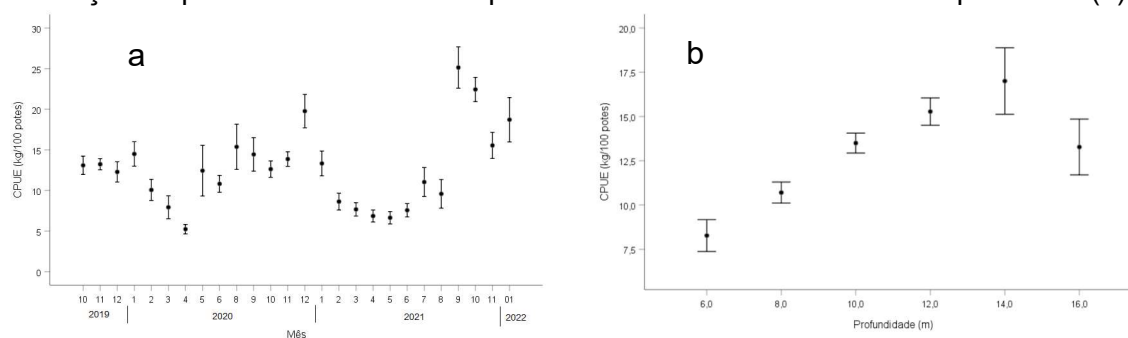 a
CPUE (kg/100 potes)
30
25
20
15
10
5
0
10 11 12 1 2 3 4 5 6 8 9 10 11 12 1 2 3 4 5 6 7 8 9 10 11 01
2019 2020 2021 2022
Mês
b
CPUE (kg/100 potes)
20,0
17,5
15,0
12,5
10,0
7,5
6,0 8,0 10,0 12,0 14,0 16,0
Profundidade (m)